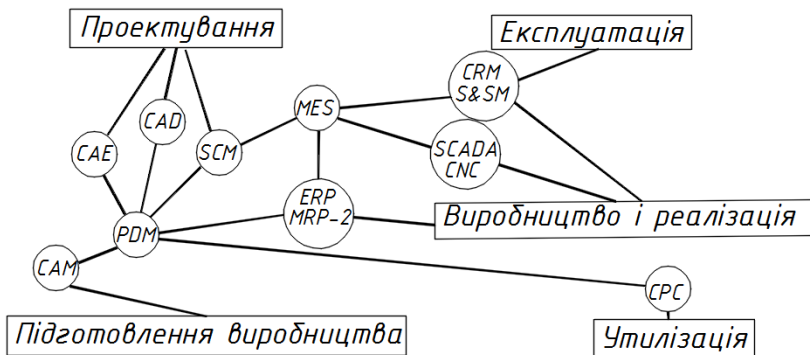 Проектування
Експлуатація
CRM
S&SM
MES
CAD
CAE
SCM
SCADA
CNC
ERP
MRP-2
Виробництво і реалізація
PDM
CAM
CPC
Підготовлення виробництва
Утилізація